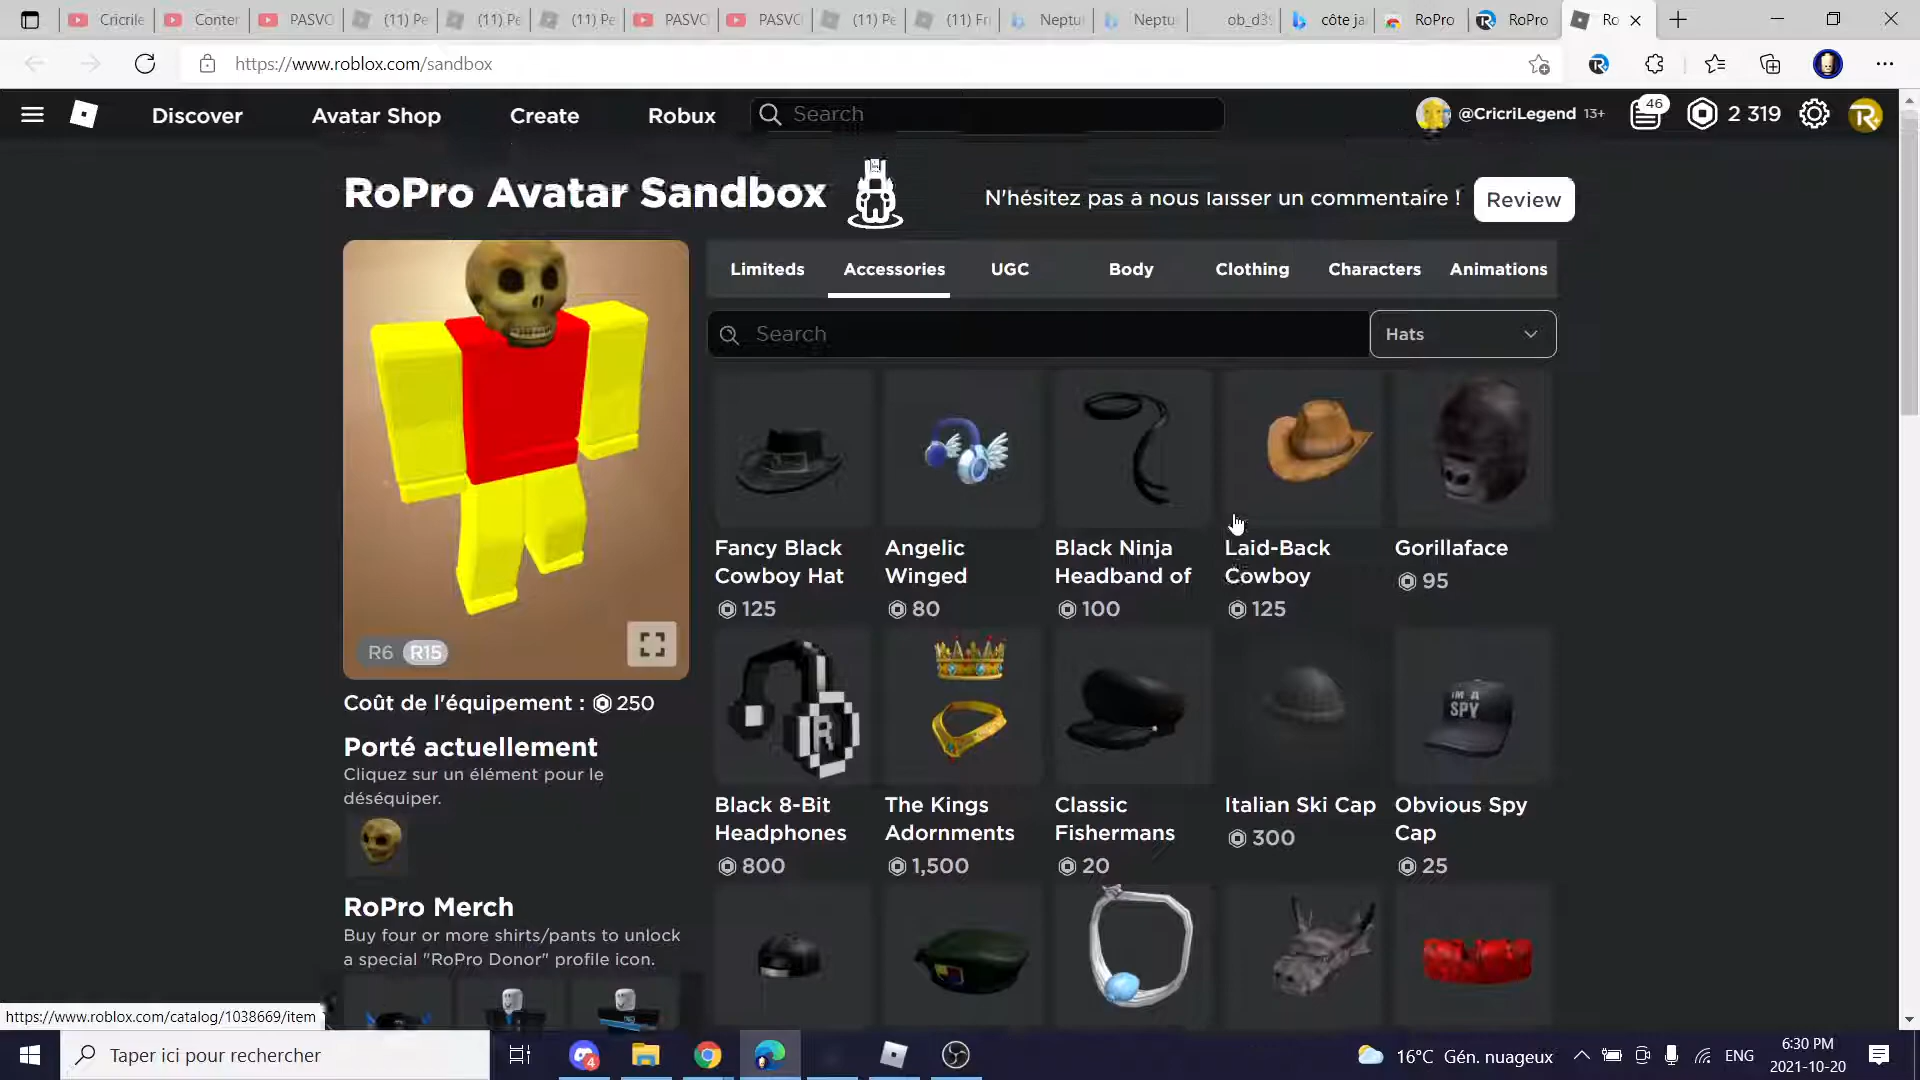 Cricrile
Conter
PASVO
(11) Pe
(11) Pe
(11) Pe
PASVO
PASVO
(11) Pe
(11) Fri
Neptu
Neptu
ob_d39
côte ja
RoPro
RoPro
Ro
https://www.roblox.com/sandbox
Discover
Avatar Shop
Create
Robux
Search
@CricriLegend 13+
46
2 319
RoPro Avatar Sandbox
N'hésitez pas à nous laisser un commentaire !
Review
Limiteds
Accessories
UGC
Body
Clothing
Characters
Animations
Search
Hats
R6 R15
Coût de l'équipement : 250
Porté actuellement
Cliquez sur un élément pour le
déséquiper.
RoPro Merch
Buy four or more shirts/pants to unlock
a special "RoPro Donor" profile icon.
Fancy Black
Cowboy Hat
125
Angelic
Winged
80
Black Ninja
Headband of
100
Laid-Back
Cowboy
125
Gorillaface
95
Black 8-Bit
Headphones
800
The Kings
Adornments
1,500
Classic
Fishermans
20
Italian Ski Cap
300
I'M A
SPY
Obvious Spy
Cap
25
https://www.roblox.com/catalog/1038669/item
Taper ici pour rechercher
4
16°C Gén. nuageux
ENG
6:30 PM
2021-10-20